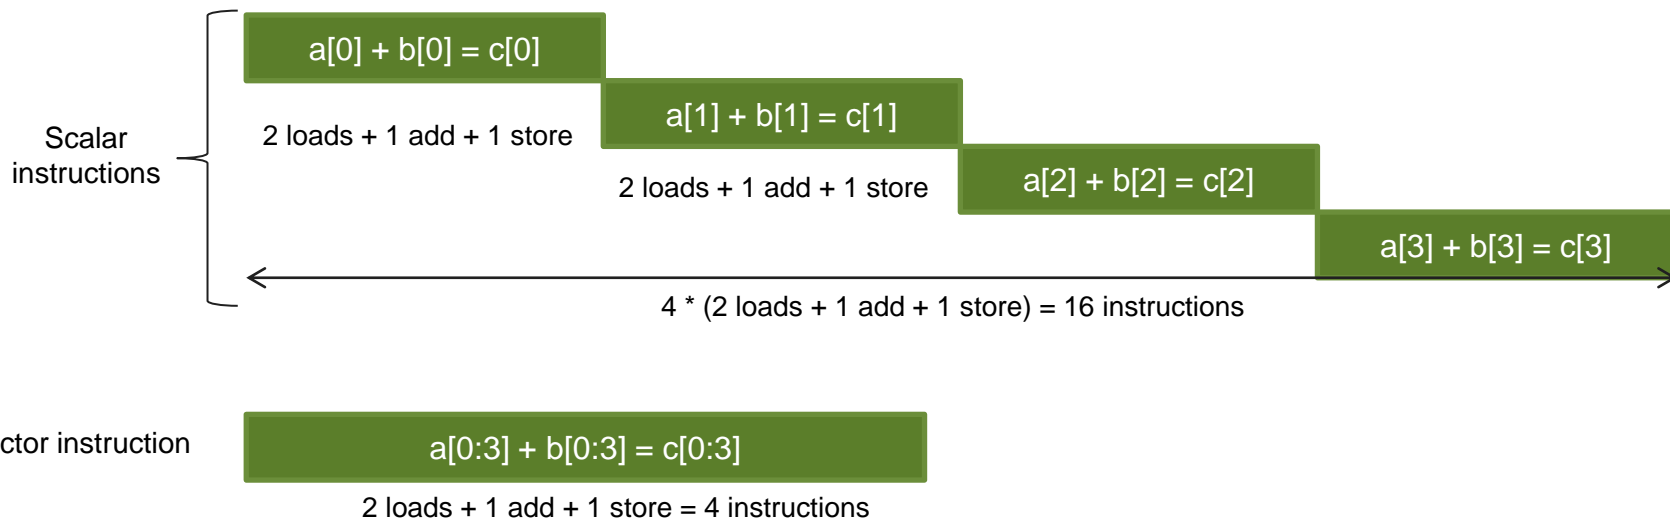 a[0] + b[0] = c[0]
a[1] + b[1] = c[1]
Scalar
instructions
2 loads + 1 add + 1 store
a[2] + b[2] = c[2]
2 loads + 1 add + 1 store
a[3] + b[3] = c[3]
4 * (2 loads + 1 add + 1 store) = 16 instructions
ctor instruction
a[0:3] + b[0:3] = c[0:3]
2 loads + 1 add + 1 store = 4 instructions